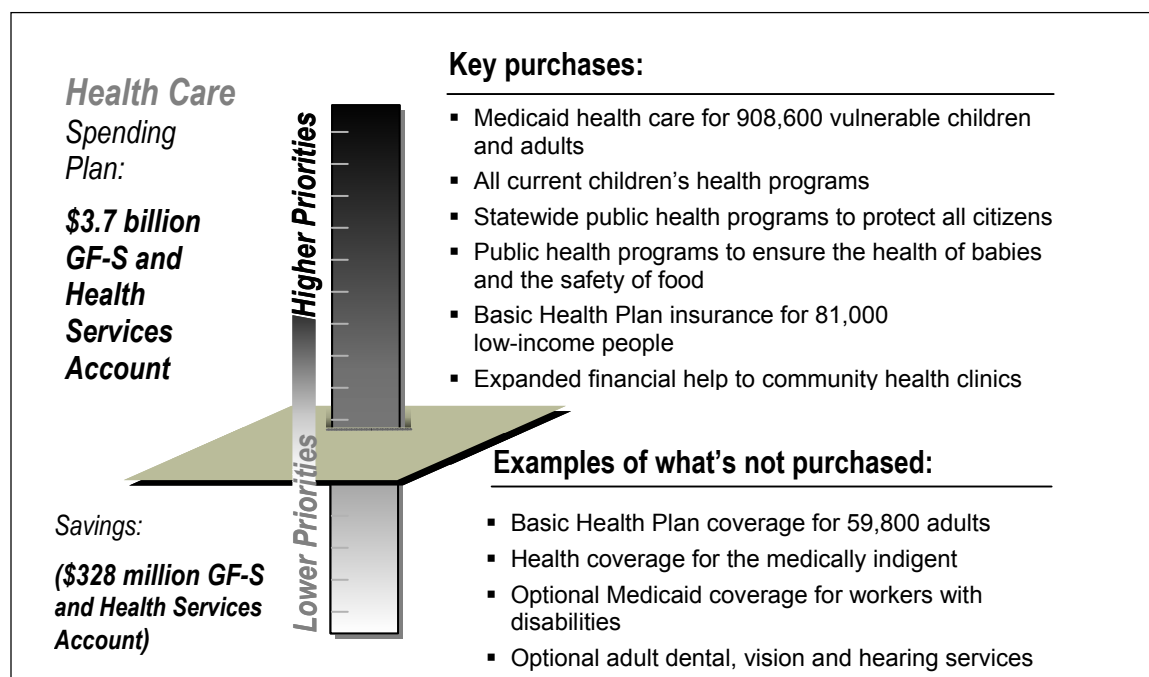 Health Care
Spending
Plan:
$3.7 billion
GF-S and
Health
Services
Account
Higher Priorities
Lower Priorities
Key purchases:
▪ Medicaid health care for 908,600 vulnerable children
and adults
▪ All current children’s health programs
▪ Statewide public health programs to protect all citizens
▪ Public health programs to ensure the health of babies
and the safety of food
▪ Basic Health Plan insurance for 81,000
low-income people
▪ Expanded financial help to community health clinics
Savings:
($328 million GF-S
and Health Services
Account)
Examples of what’s not purchased:
▪ Basic Health Plan coverage for 59,800 adults
▪ Health coverage for the medically indigent
▪ Optional Medicaid coverage for workers with
disabilities
▪ Optional adult dental, vision and hearing services